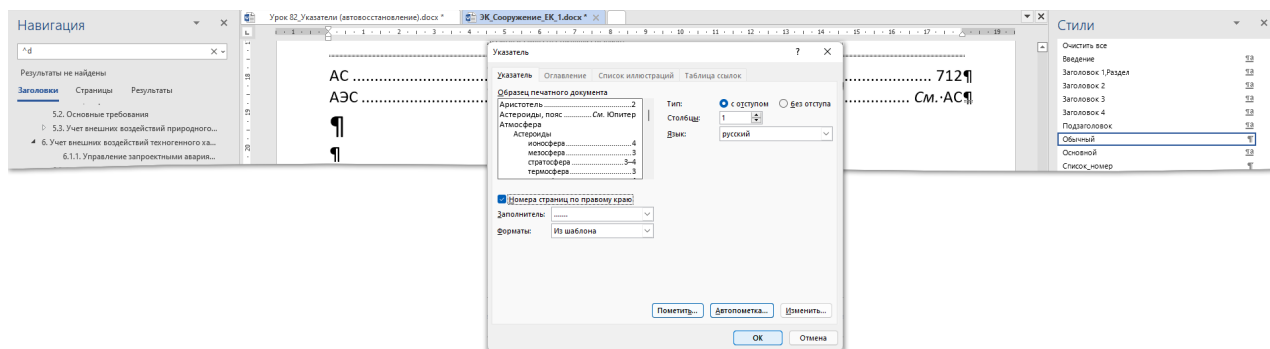 Навигация
^d
Результаты не найдены
Заголовки Страницы Результаты
5.2. Основные требования
5.3. Учет внешних воздействий природного...
6. Учет внешних воздействий техногенного ха...
6.1.1. Управление запроектными авария...
Урок 82_Указатели (автовосстановление).docx * ЭК_Сооружение_ЕК_1.docx *
АС ... 712¶
АЭС ... См.·АС¶
¶
¶
Указатель ? ×
Указатель Оглавление Список иллюстраций Таблица ссылок
Образец печатного документа
Аристотель...2
Астероиды, пояс ...См. Юпитер
Атмосфера
Астероиды
ионосфера...4
мезосфера...3
стратосфера...3–4
термосфера...3
Тип: с отступом без отступа
Столбцы: 1
Язык: русский
Номера страниц по правому краю
Заполнитель: .......
Форматы: Из шаблона
Пометить... Автопометка... Изменить...
ОК Отмена
Стили
Очистить все
Введение
Заголовок 1,Раздел
Заголовок 2
Заголовок 3
Заголовок 4
Подзаголовок
Обычный
Основной
Список_номер